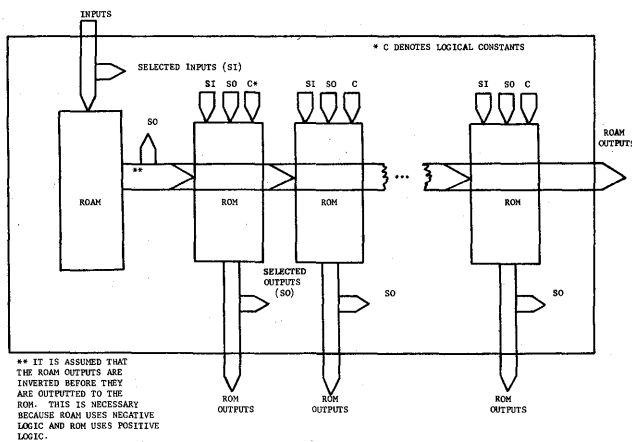 INPUTS
* C DENOTES LOGICAL CONSTANTS
SELECTED INPUTS (SI)
SI SO C*
SI SO C
SI SO C
SO
ROAM
OUTPUTS
**
ROAM
ROM
ROM
...
ROM
SELECTED
OUTPUTS
(SO)
SO
SO
** IT IS ASSUMED THAT
THE ROAM OUTPUTS ARE
INVERTED BEFORE THEY
ARE OUTPUTTED TO THE
ROM. THIS IS NECESSARY
BECAUSE ROAM USES NEGATIVE
LOGIC AND ROM USES POSITIVE
LOGIC.
ROM
OUTPUTS
ROM
OUTPUTS
ROM
OUTPUTS